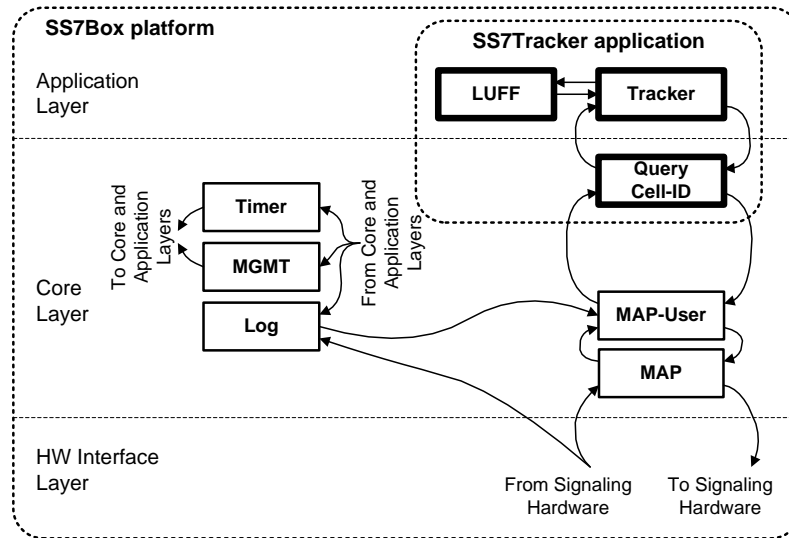 SS7Box platform
SS7Tracker application
Application
Layer
LUFF
Tracker
Query
Cell-ID
To Core and
Application
Layers
Timer
MGMT
Log
From Core and
Application
Layers
Core
Layer
MAP-User
MAP
HW Interface
Layer
From Signaling
Hardware
To Signaling
Hardware